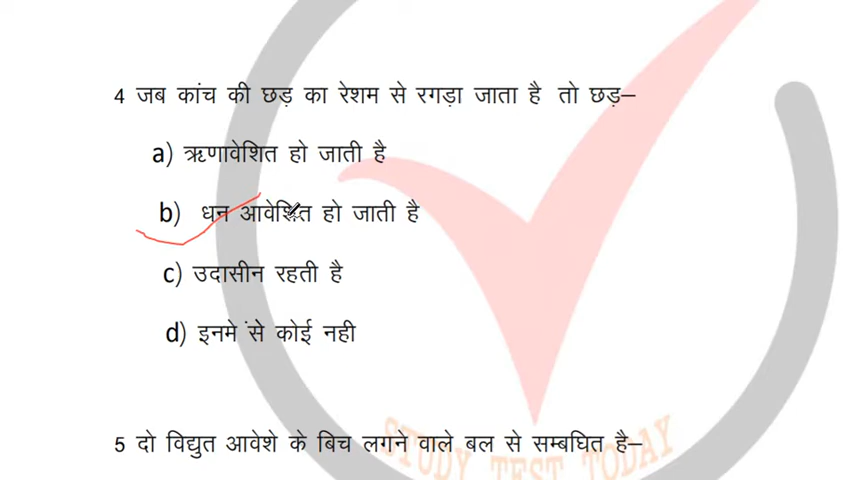 4 जब कांच की छड़ का रेशम से रगड़ा जाता है तो छड़–
a) ऋणावेशित हो जाती है
b) धन आवेशित हो जाती है
c) उदासीन रहती है
d) इनमे से कोई नही
5 दो विद्युत आवेशे के बिच लगने वाले बल से सम्बघित है–
STUDY TEST TODAY